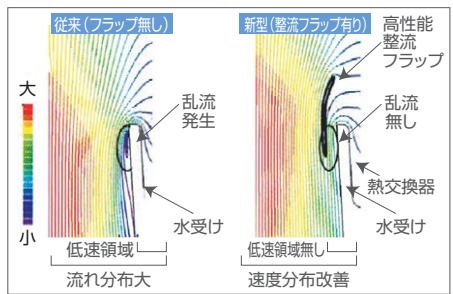 従来（フラップ無し）
大
小
乱流
発生
水受け
低速領域
流れ分布大
新型（整流フラップ有り）
高性能
整流
フラップ
乱流
無し
熱交換器
水受け
低速領域無し
速度分布改善